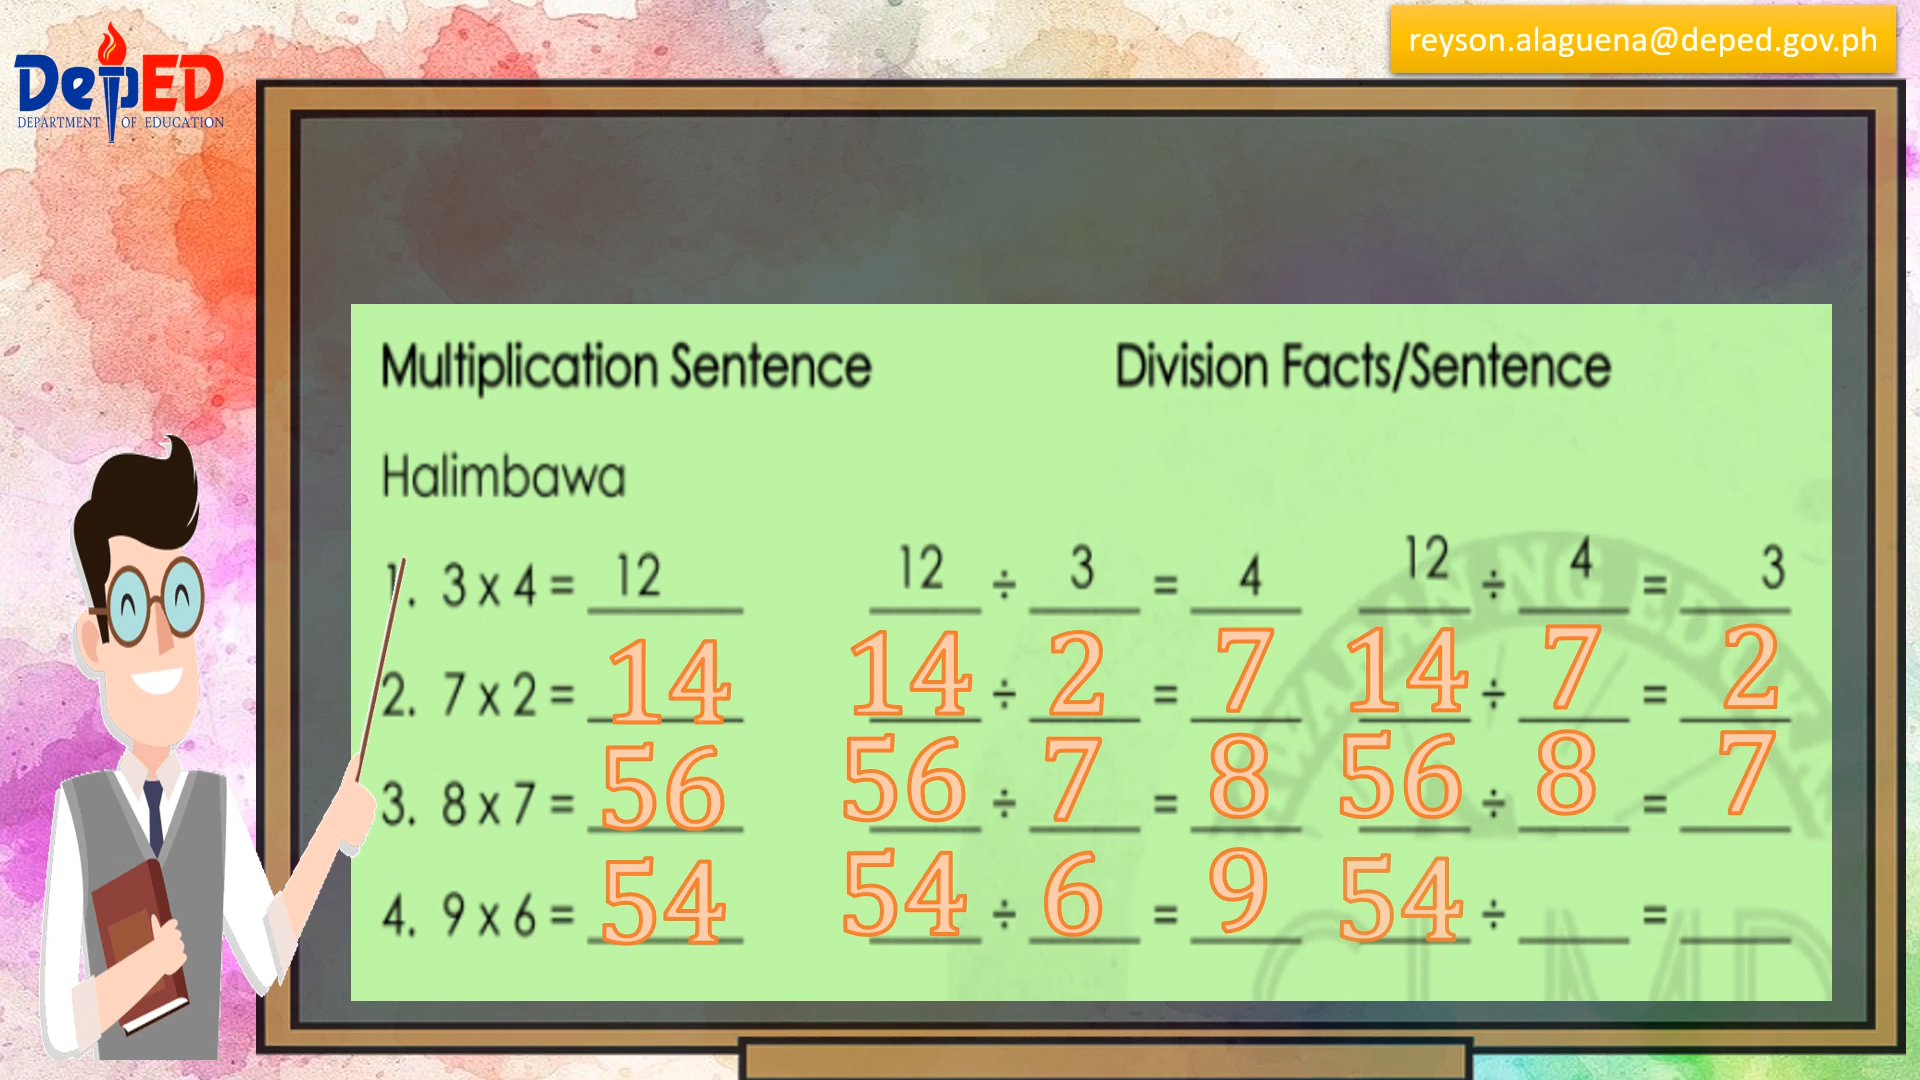 DepED
DEPARTMENT OF EDUCATION
reyson.alaguena@deped.gov.ph
Multiplication Sentence Division Facts/Sentence
Halimbawa
1. 3 x 4 = 12 12 ÷ 3 = 4 12 ÷ 4 = 3
2. 7 x 2 = 14 14 ÷ 2 = 7 14 ÷ 7 = 2
3. 8 x 7 = 56 56 ÷ 7 = 8 56 ÷ 8 = 7
4. 9 x 6 = 54 54 ÷ 6 = 9 54 ÷ ____ = ____